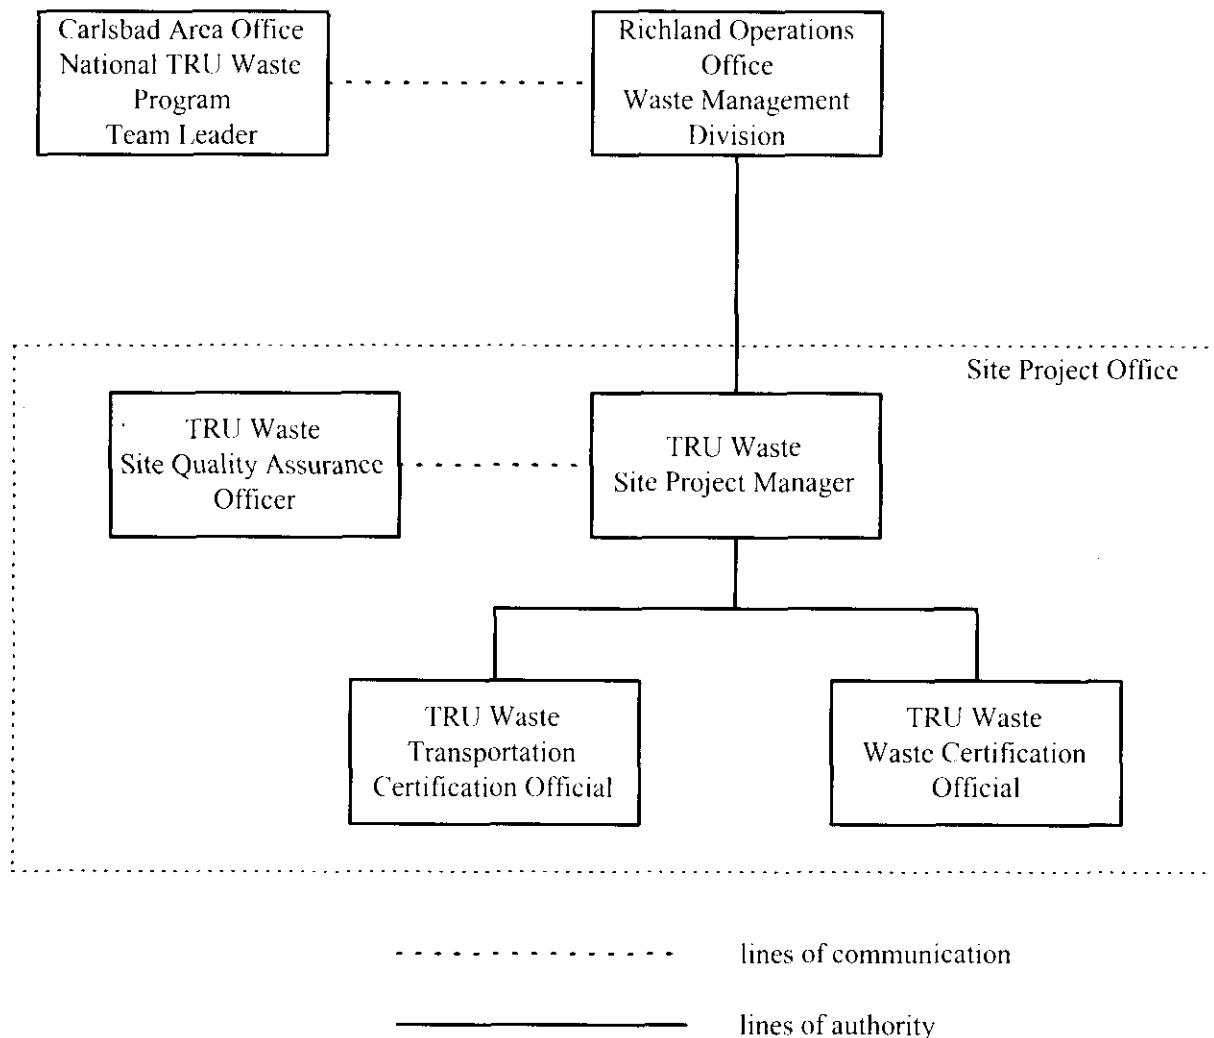 Carlsbad Area Office
National TRU Waste
Program
Team Leader
Richland Operations
Office
Waste Management
Division
Site Project Office
TRU Waste
Site Quality Assurance
Officer
TRU Waste
Site Project Manager
TRU Waste
Transportation
Certification Official
TRU Waste
Waste Certification
Official
lines of communication
lines of authority